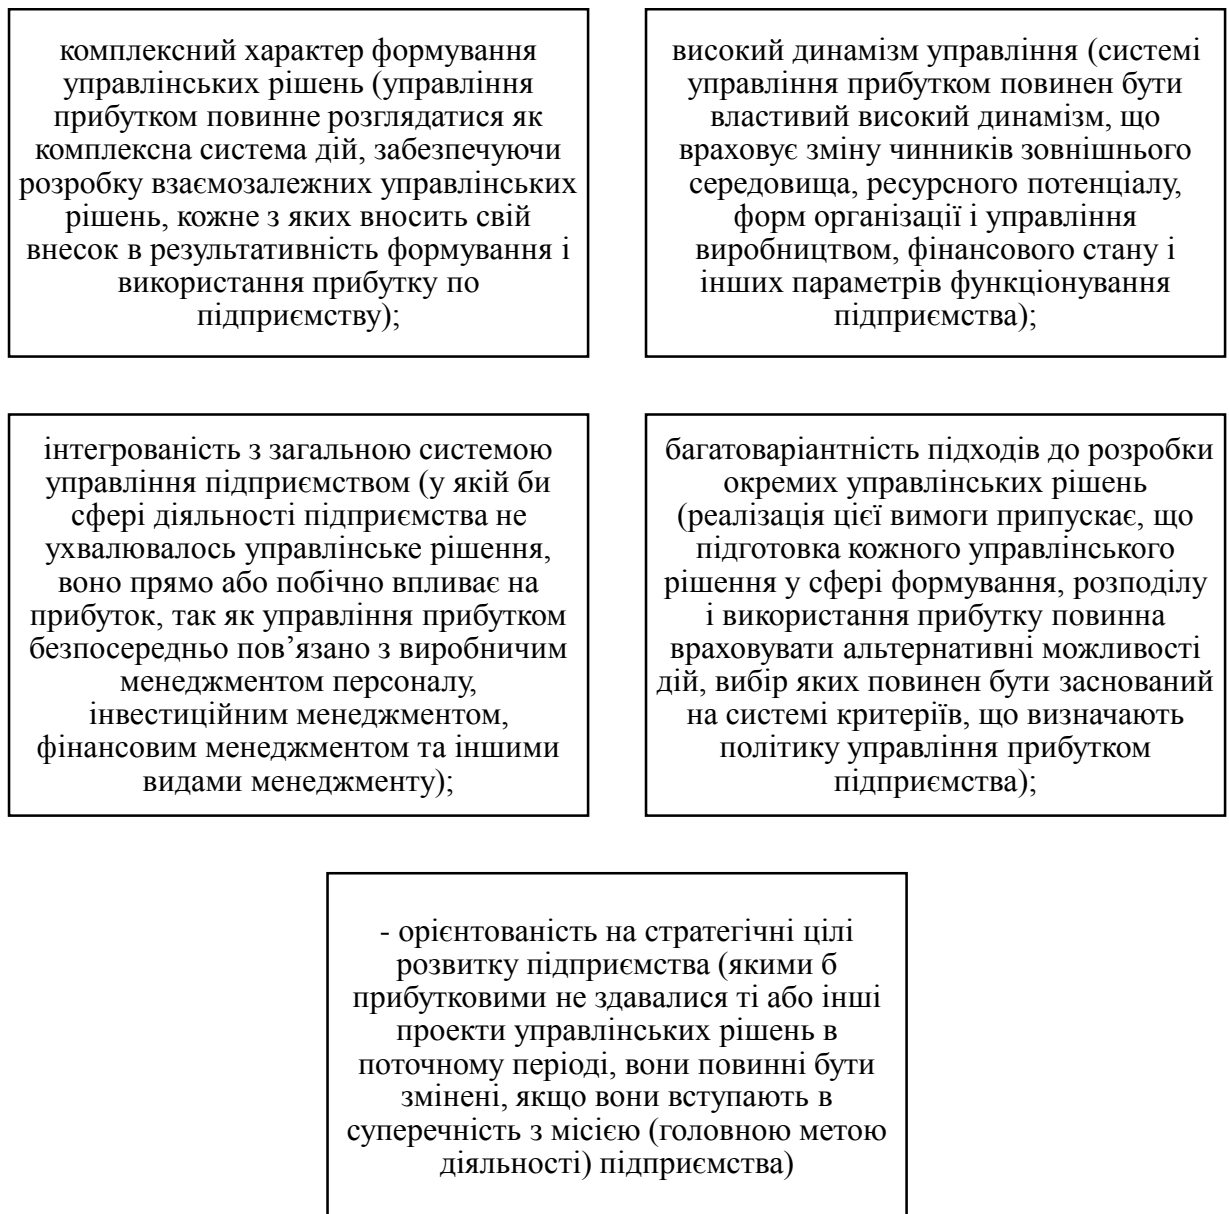 комплексний характер формування
управлінських рішень (управління
прибутком повинне розглядатися як
комплексна система дій, забезпечуючи
розробку взаємозалежних управлінських
рішень, кожне з яких вносить свій
внесок в результативність формування і
використання прибутку по
підприємству);
високий динамізм управління (системі
управління прибутком повинен бути
властивий високий динамізм, що
враховує зміну чинників зовнішнього
середовища, ресурсного потенціалу,
форм організації і управління
виробництвом, фінансового стану і
інших параметрів функціонування
підприємства);
інтегрованість з загальною системою
управління підприємством (у якій би
сфері діяльності підприємства не
ухвалювалось управлінське рішення,
воно прямо або побічно впливає на
прибуток, так як управління прибутком
безпосередньо пов’язано з виробничим
менеджментом персоналу,
інвестиційним менеджментом,
фінансовим менеджментом та іншими
видами менеджменту);
багатоваріантність підходів до розробки
окремих управлінських рішень
(реалізація цієї вимоги припускає, що
підготовка кожного управлінського
рішення у сфері формування, розподілу
і використання прибутку повинна
враховувати альтернативні можливості
дій, вибір яких повинен бути заснований
на системі критеріїв, що визначають
політику управління прибутком
підприємства);
- орієнтованість на стратегічні цілі
розвитку підприємства (якими б
прибутковими не здавалися ті або інші
проекти управлінських рішень в
поточному періоді, вони повинні бути
змінені, якщо вони вступають в
суперечність з місією (головною метою
діяльності) підприємства)